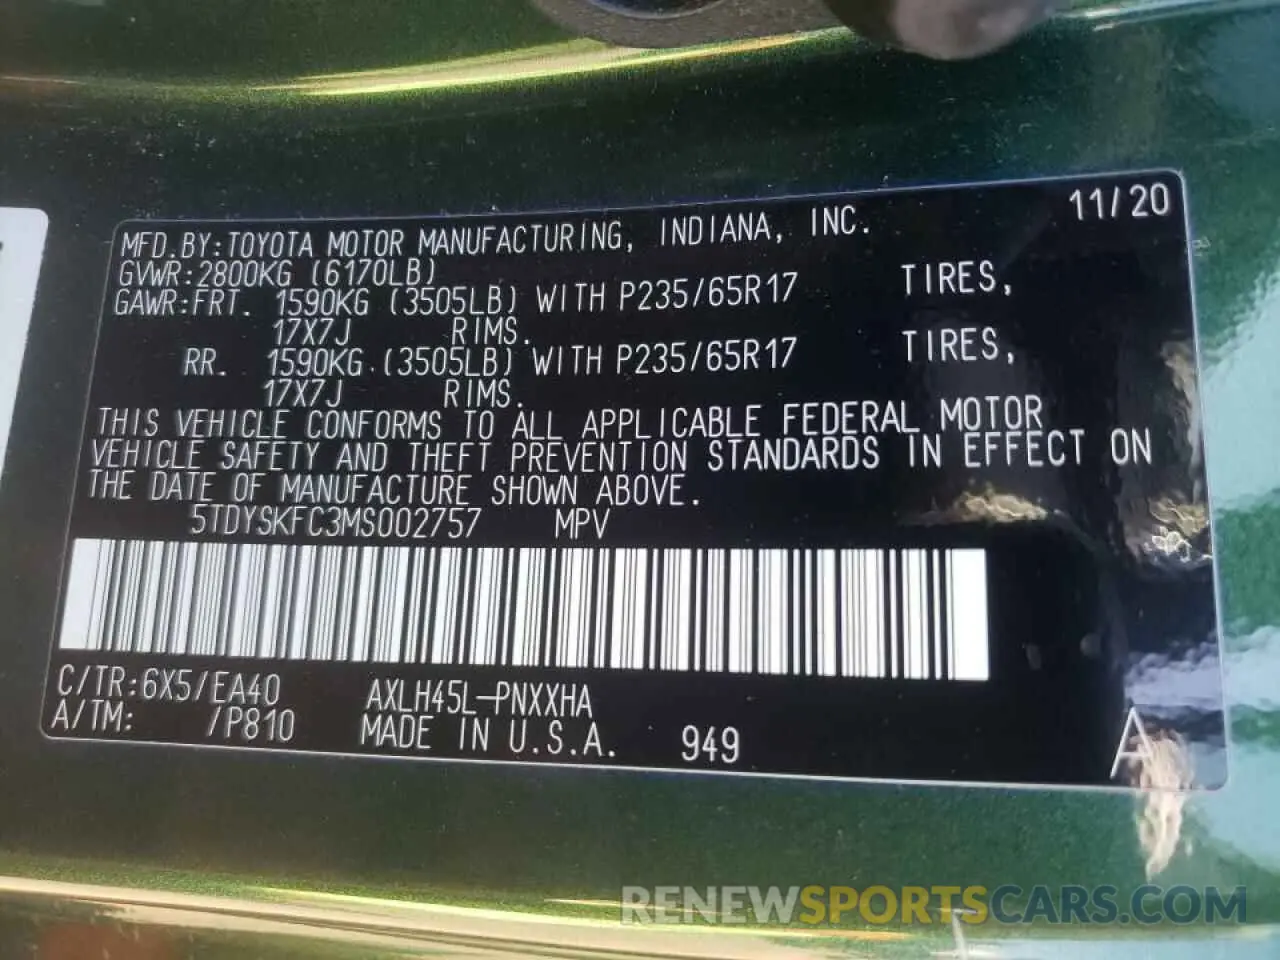 11/20
MFD.BY:TOYOTA MOTOR MANUFACTURING, INDIANA, INC.
GVWR:2800KG (6170LB)
GAWR:FRT. 1590KG (3505LB) WITH P235/65R17 TIRES,
17X7J RIMS.
RR. 1590KG (3505LB) WITH P235/65R17 TIRES,
17X7J RIMS.
THIS VEHICLE CONFORMS TO ALL APPLICABLE FEDERAL MOTOR
VEHICLE SAFETY AND THEFT PREVENTION STANDARDS IN EFFECT ON
THE DATE OF MANUFACTURE SHOWN ABOVE.
5TDYSKFC3MS002757 MPV
C/TR:6X5/EA40 AXLH45L-PNXXHA
A/TM: /P810 MADE IN U.S.A. 949
A
RENEWSPORTSCARS.COM